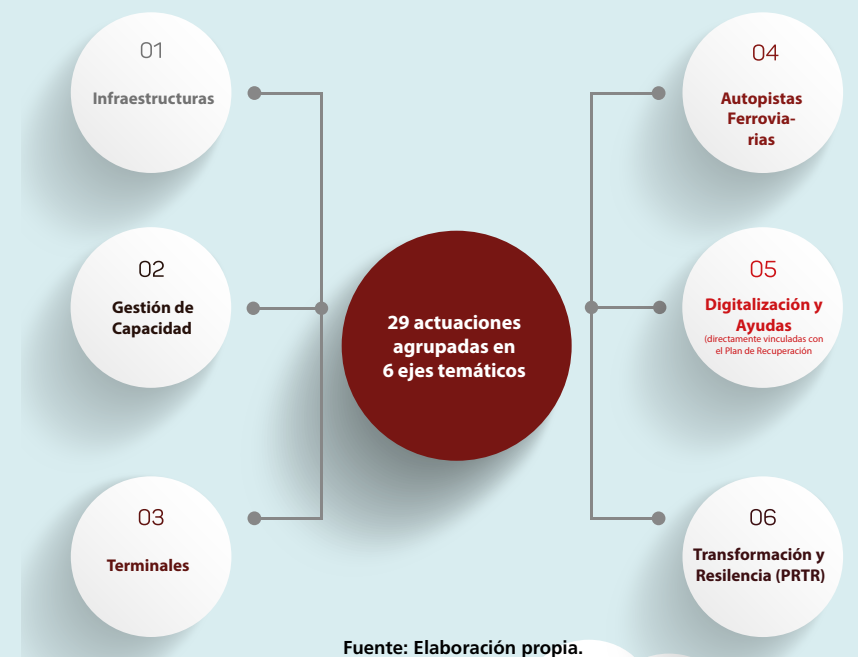 01
Infraestructuras
02
Gestión de
Capacidad
03
Terminales
29 actuaciones
agrupadas en
6 ejes temáticos
04
Autopistas
Ferrovia-
rias
05
Digitalización y
Ayudas
(directamente vinculadas con
el Plan de Recuperación
06
Transformación y
Resilencia (PRTR)
Fuente: Elaboración propia.